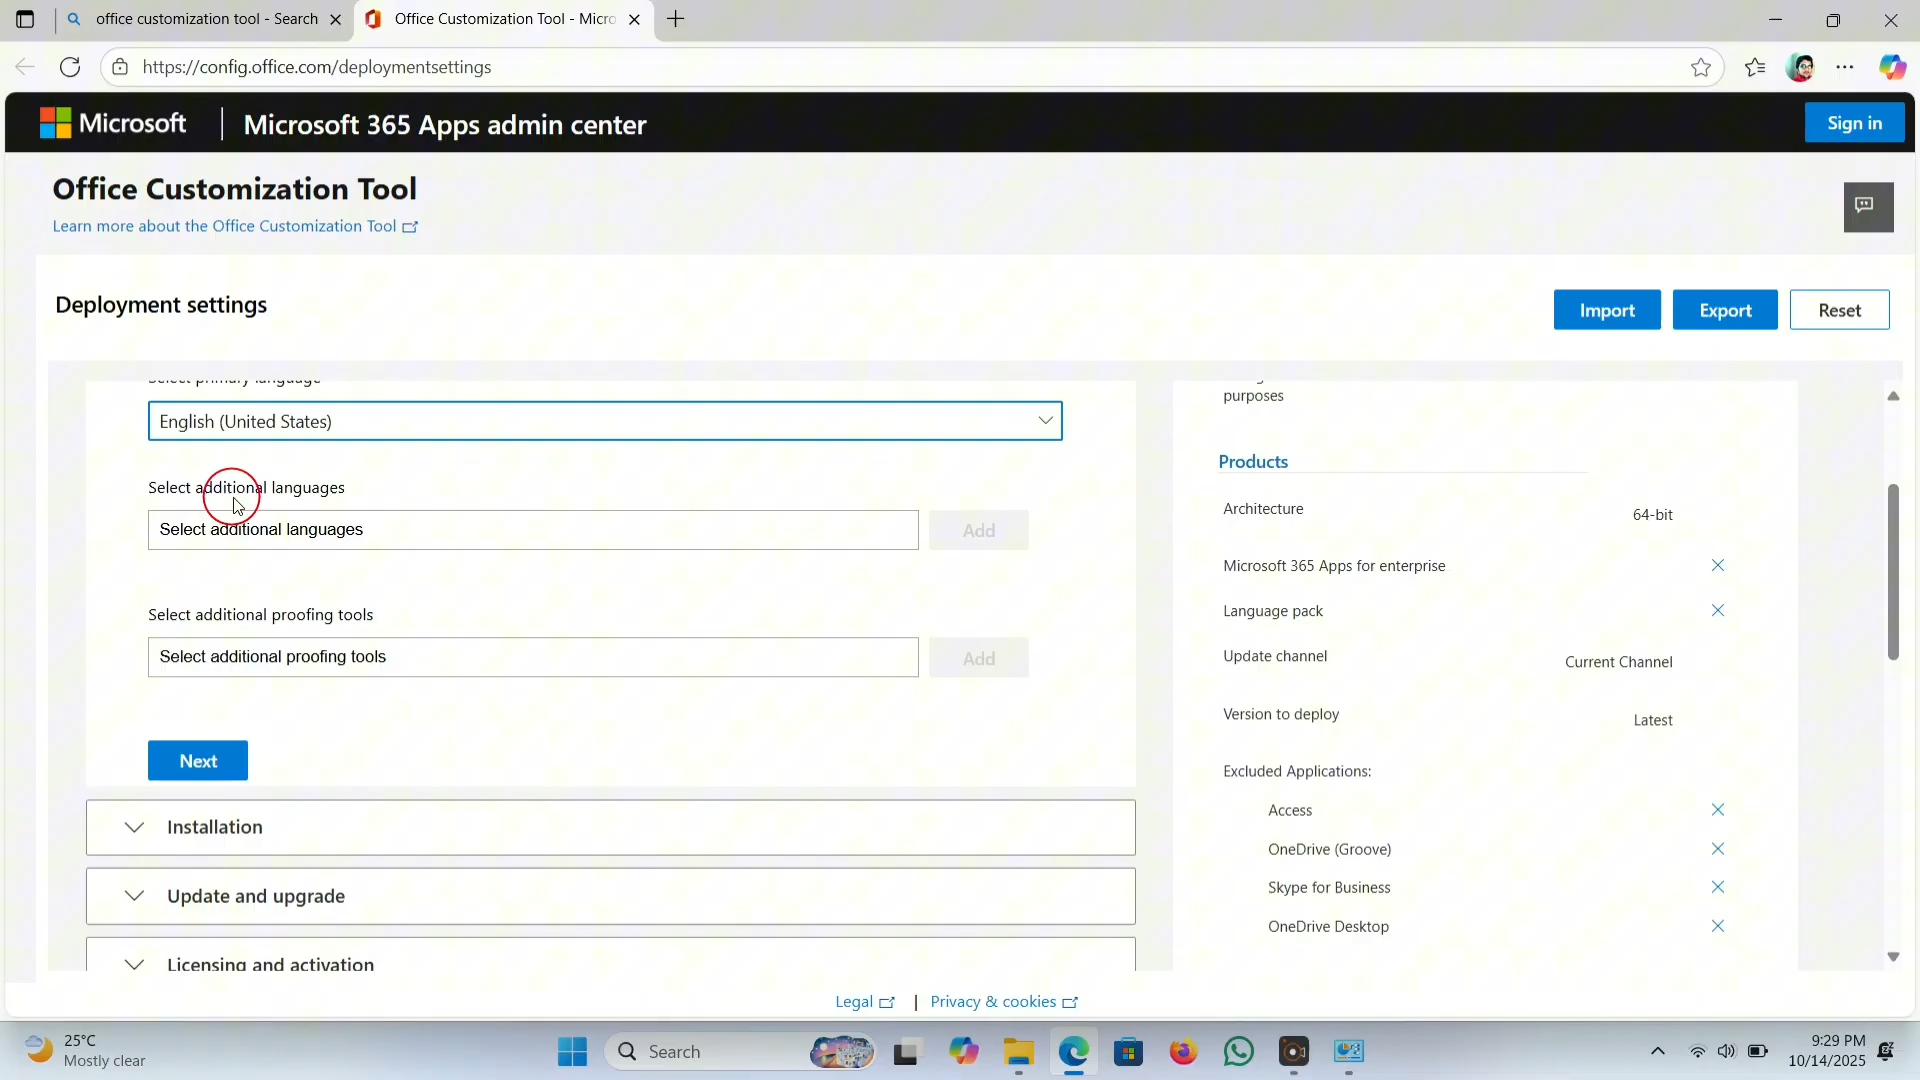 office customization tool - Search
Office Customization Tool - Micro
https://config.office.com/deploymentsettings
Microsoft
Microsoft 365 Apps admin center
Sign in
Office Customization Tool
Learn more about the Office Customization Tool
Deployment settings
Import
Export
Reset
Select primary language
English (United States)
Select additional languages
Select additional languages
Add
Select additional proofing tools
Select additional proofing tools
Add
Next
Installation
Update and upgrade
Licensing and activation
purposes
Products
Architecture
64-bit
Microsoft 365 Apps for enterprise
Language pack
Update channel
Current Channel
Version to deploy
Latest
Excluded Applications:
Access
OneDrive (Groove)
Skype for Business
OneDrive Desktop
Legal
|
Privacy & cookies
25°C
Mostly clear
Search
9:29 PM
10/14/2025